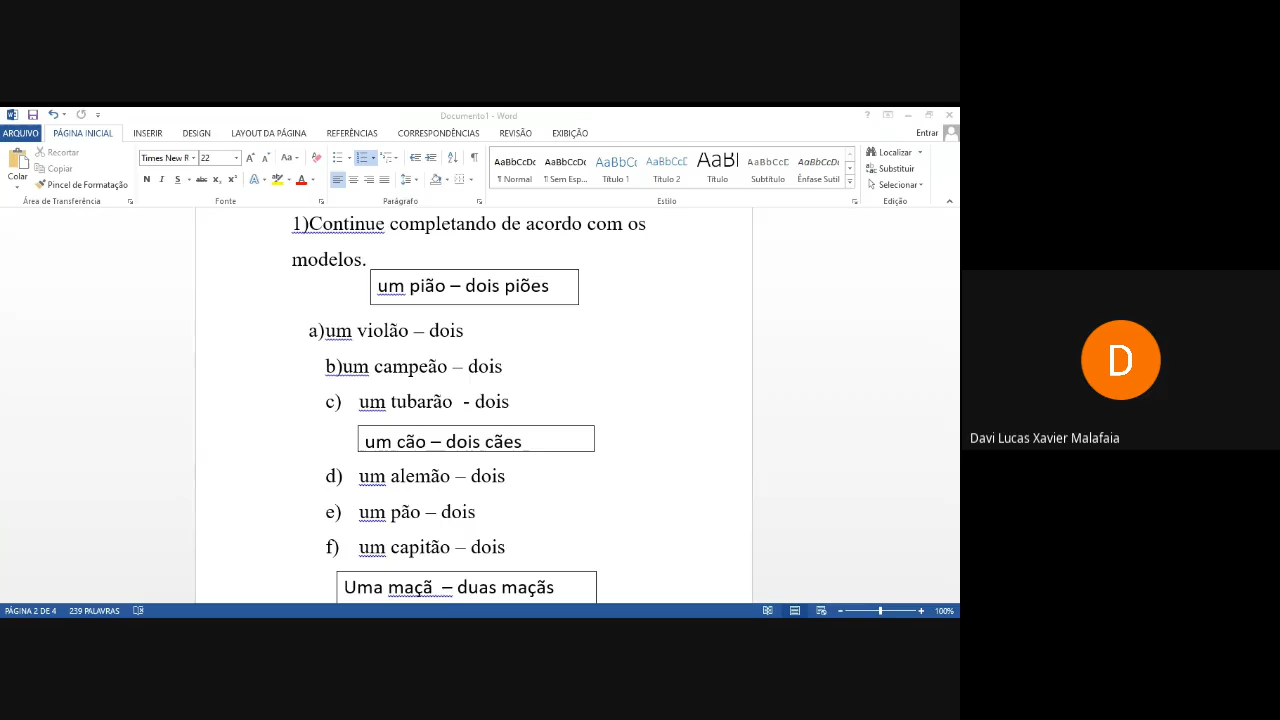 Documento1 - Word
ARQUIVO PÁGINA INICIAL INSERIR DESIGN LAYOUT DA PÁGINA REFERÊNCIAS CORRESPONDÊNCIAS REVISÃO EXIBIÇÃO Entrar
Colar
Recortar
Copiar
Pincel de Formatação
Área de Transferência
Times New R 22
Fonte
Parágrafo
AaBbCcDc AaBbCcDc AaBbCc AaBbCcD AaBl AaBbCcD AaBbCcDc
¶ Normal ¶ Sem Esp... Título 1 Título 2 Título Subtítulo Ênfase Sutil
Estilo
Localizar
Substituir
Selecionar
Edição
1)Continue completando de acordo com os
modelos.
um pião – dois piões
a)um violão – dois
b)um campeão – dois
c) um tubarão - dois
um cão – dois cães
d) um alemão – dois
e) um pão – dois
f) um capitão – dois
Uma maçã – duas maçãs
PÁGINA 2 DE 4 239 PALAVRAS 100%
D
Davi Lucas Xavier Malafaia